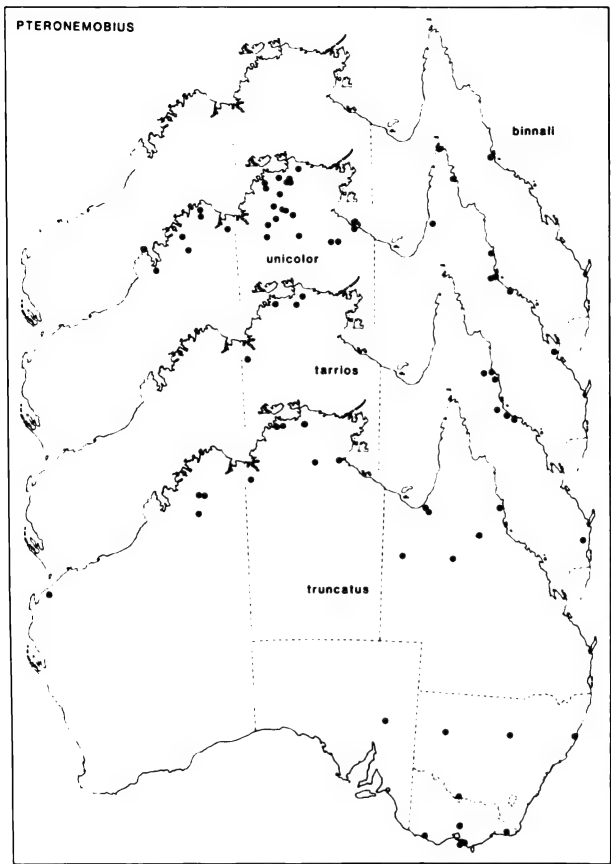 PTERONEMOBIUS
binnali
unicolor
tarrios
truncatus